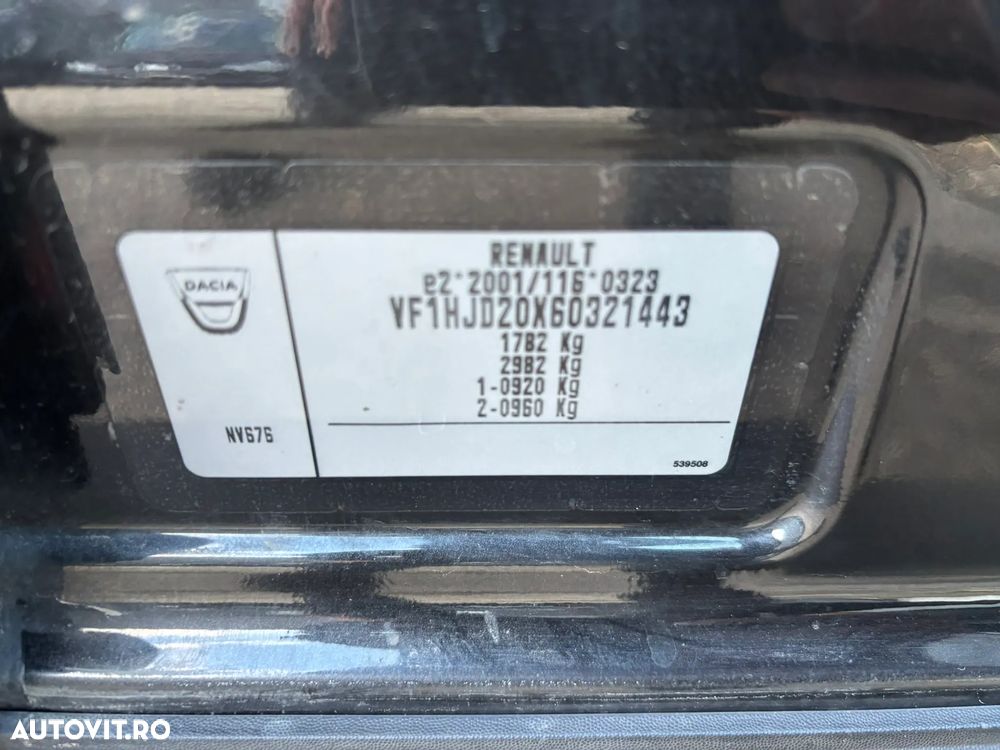 RENAULT
e2*2001/116*0323
VF1HJD20X60321443
1782 Kg
2982 Kg
1-0920 Kg
2-0960 Kg
DACIA
NV676
539508
AUTOVIT.RO